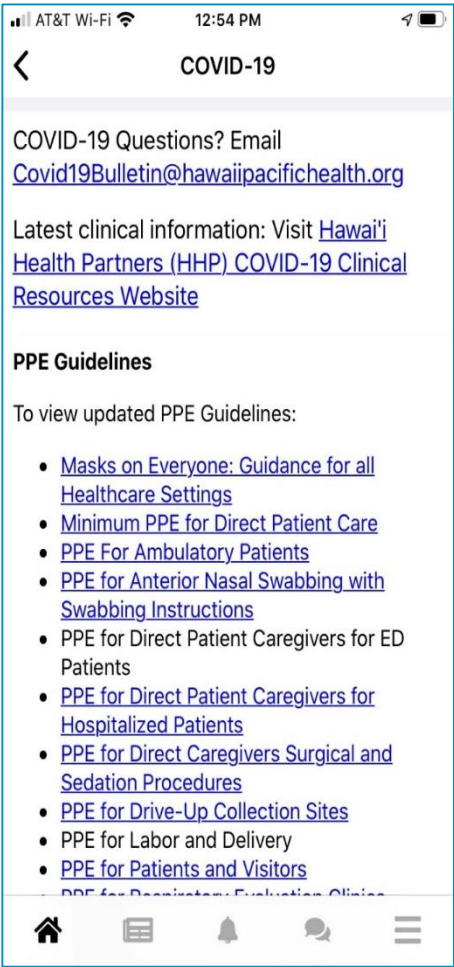 AT&T Wi-Fi 12:54 PM
COVID-19
COVID-19 Questions? Email
Covid19Bulletin@hawaiipacifichealth.org
Latest clinical information: Visit Hawai'i
Health Partners (HHP) COVID-19 Clinical
Resources Website
PPE Guidelines
To view updated PPE Guidelines:
• Masks on Everyone: Guidance for all
Healthcare Settings
• Minimum PPE for Direct Patient Care
• PPE For Ambulatory Patients
• PPE for Anterior Nasal Swabbing with
Swabbing Instructions
• PPE for Direct Patient Caregivers for ED
Patients
• PPE for Direct Patient Caregivers for
Hospitalized Patients
• PPE for Direct Caregivers Surgical and
Sedation Procedures
• PPE for Drive-Up Collection Sites
• PPE for Labor and Delivery
• PPE for Patients and Visitors
• PPE for Respiratory Evaluation Clinics